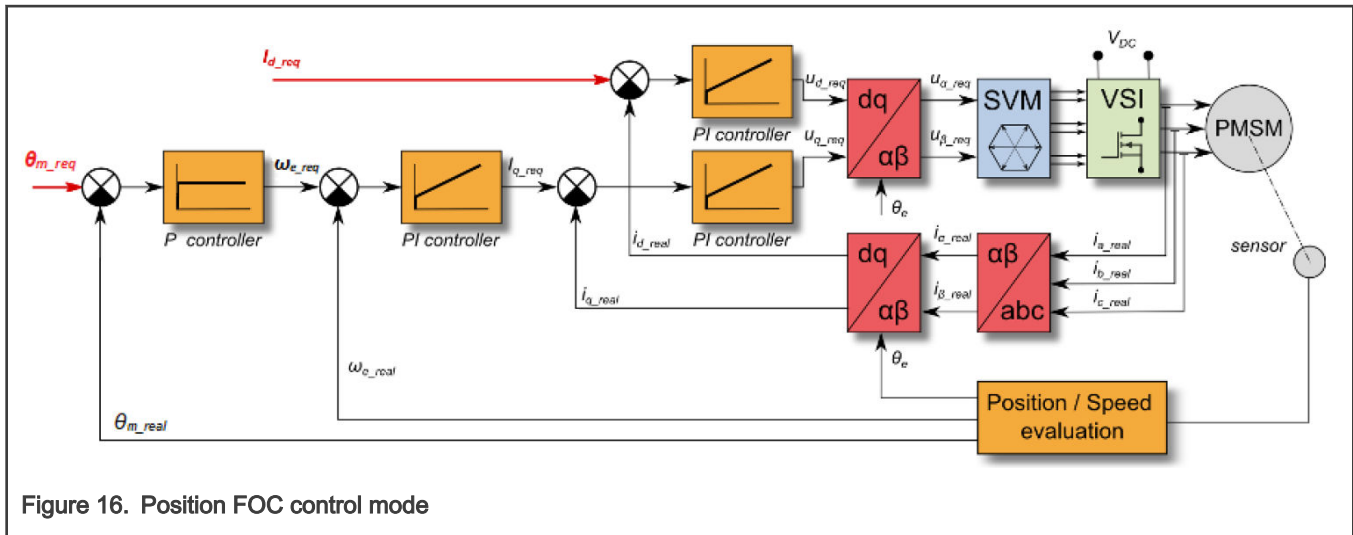 V_DC
I_d_req
u_d_req
u_α_req
dq
SVM
VSI
PMSM
PI controller
u_q_req
u_β_req
αβ
θ_m_req
ω_e_req
I_q_req
θ_e
P controller
PI controller
PI controller
i_d_real
i_α_real
i_a_real
sensor
dq
αβ
i_b_real
i_q_real
i_β_real
i_c_real
αβ
abc
θ_e
ω_e_real
θ_m_real
Position / Speed
evaluation
Figure 16. Position FOC control mode